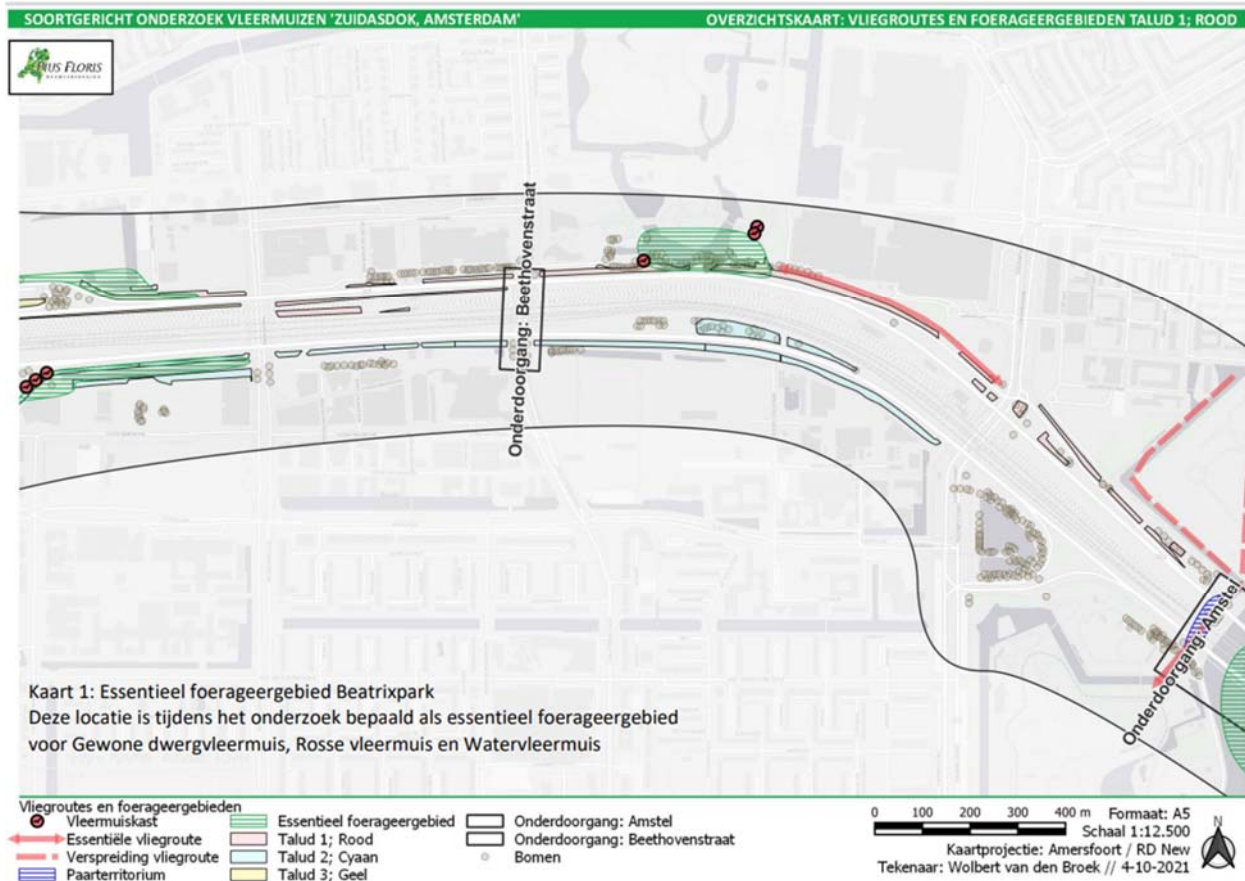 SOORTGERICHT ONDERZOEK VLEERMUIZEN 'ZUIDASDOK, AMSTERDAM'
OVERZICHTSKAART: VLIEGROUTES EN FOERAGEERGEBIEDEN TALUD 1; ROOD
PIUS FLORIS
BOOMVERZORGING
Onderdoorgang: Beethovenstraat
Onderdoorgang: Amstel
Kaart 1: Essentieel foerageergebied Beatrixpark
Deze locatie is tijdens het onderzoek bepaald als essentieel foerageergebied
voor Gewone dwergvleermuis, Rosse vleermuis en Watervleermuis
Vliegroutes en foerageergebieden
Vleermuiskast
Essentiële vliegroute
Verspreiding vliegroute
Paarterritorium
Essentieel foerageergebied
Talud 1; Rood
Talud 2; Cyaan
Talud 3; Geel
Onderdoorgang: Amstel
Onderdoorgang: Beethovenstraat
Bomen
0 100 200 300 400 m
Formaat: A5
Schaal 1:12.500
Kaartprojectie: Amersfoort / RD New
Tekenaar: Wolbert van den Broek // 4-10-2021
N